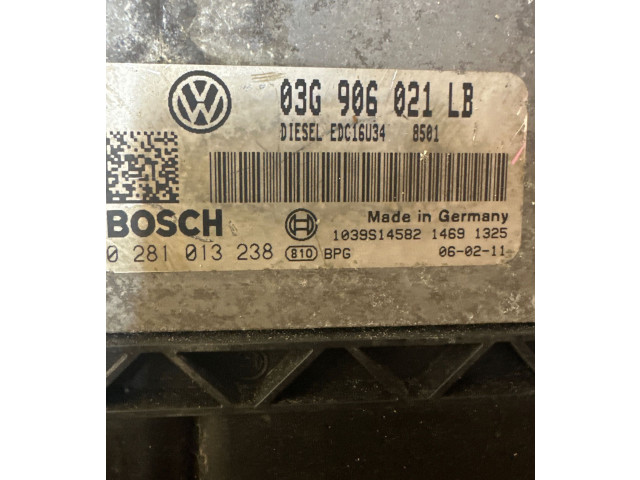 03G 906 021 LB
DIESEL EDC16U34 8501
BOSCH
Made in Germany
1039S14582 1469 1325
0 281 013 238 810 BPG 06-02-11